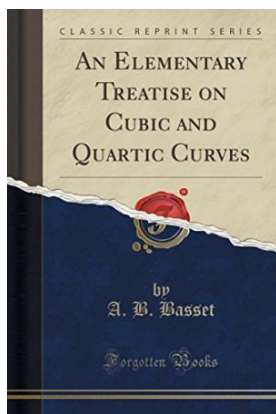 CLASSIC REPRINT SERIES
AN ELEMENTARY
TREATISE ON
CUBIC AND
QUARTIC CURVES
by
A. B. Basset
Forgotten Books